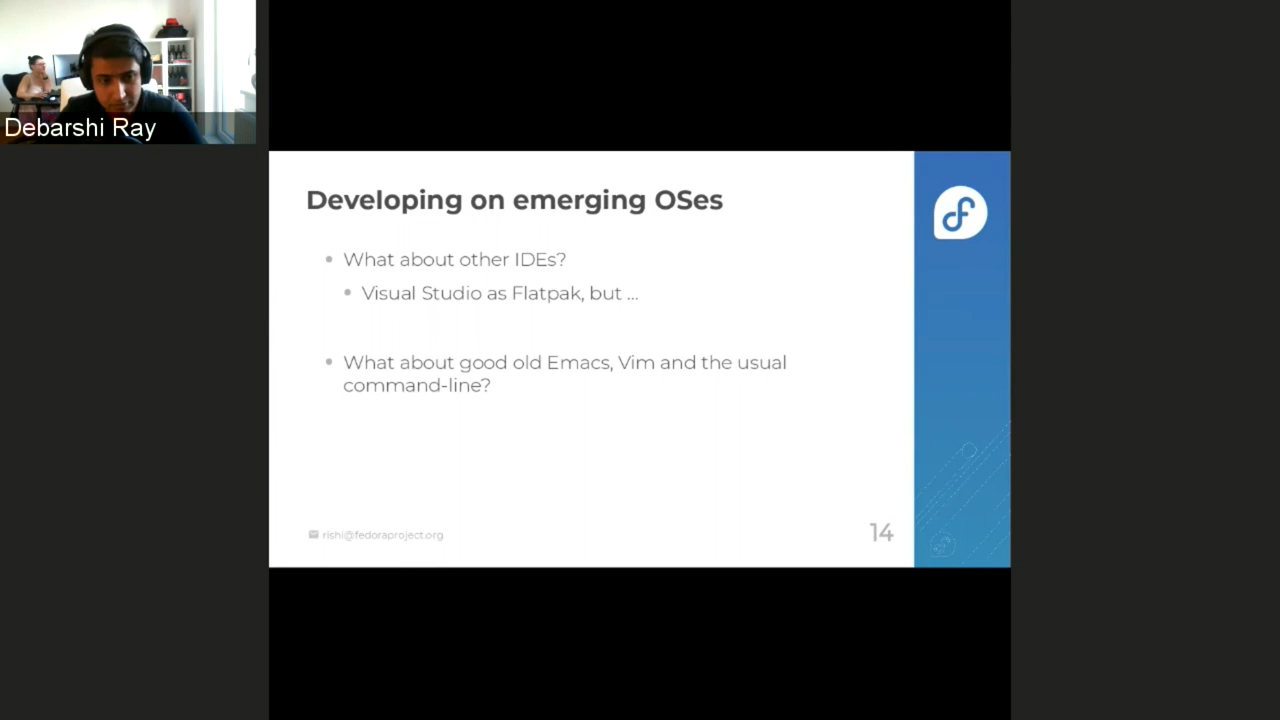 Debarshi Ray
Developing on emerging OSes
What about other IDEs?
Visual Studio as Flatpak, but ...
What about good old Emacs, Vim and the usual
command-line?
rishi@fedoraproject.org
14